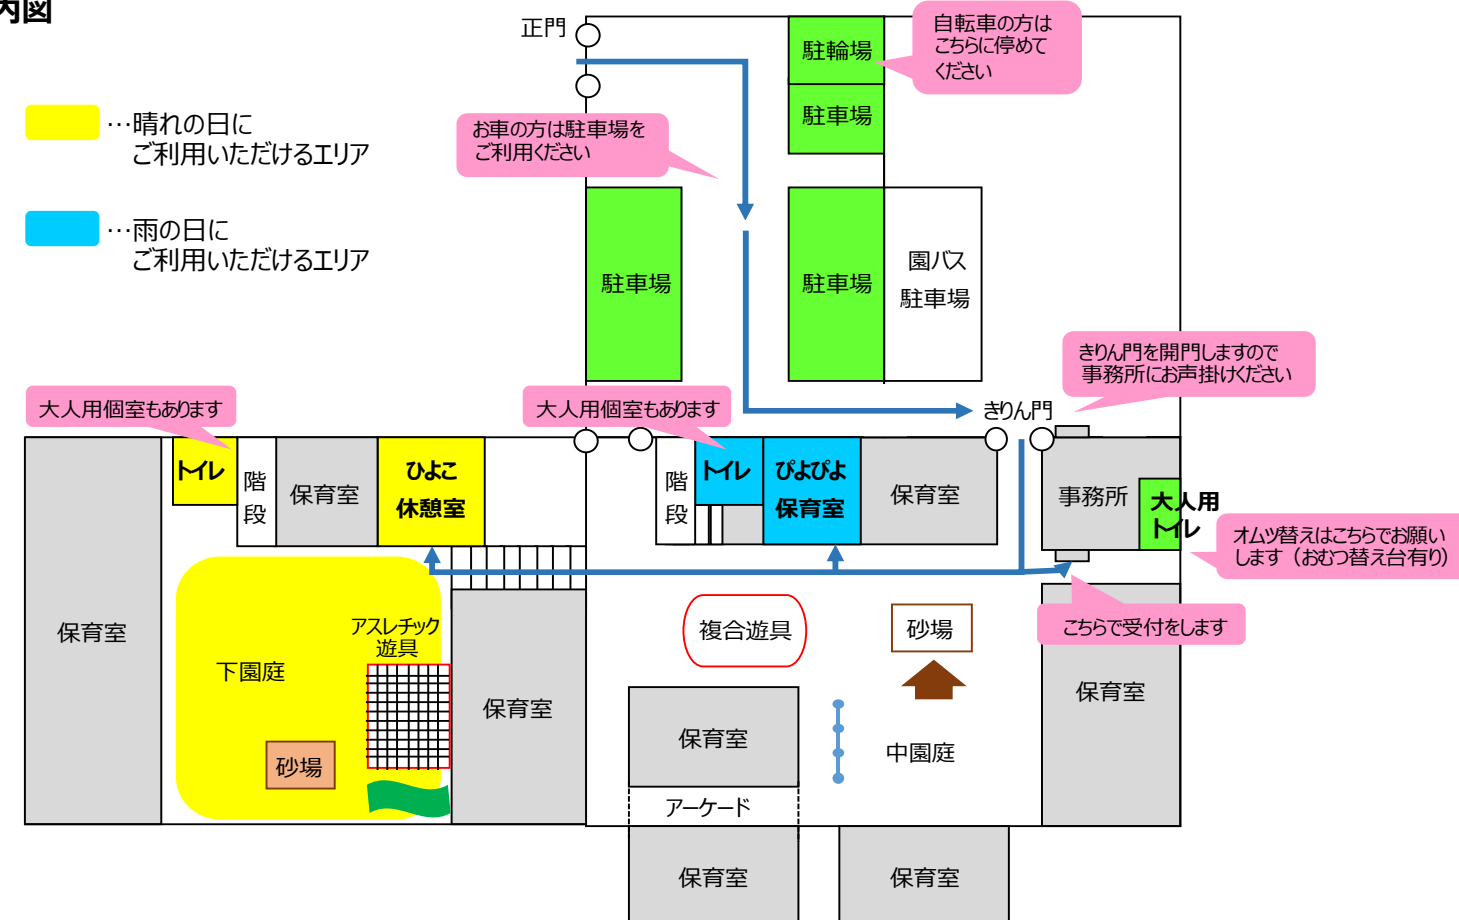 内図
正門
自転車の方は
こちらに停めて
ください
駐輪場
駐車場
お車の方は駐車場を
ご利用ください
…晴れの日に
ご利用いただけるエリア
…雨の日に
ご利用いただけるエリア
駐車場
駐車場
園バス
駐車場
きりん門を開門しますので
事務所にお声掛けください
きりん門
大人用個室もあります
大人用個室もあります
トイレ
階
段
保育室
ひよこ
休憩室
階
段
トイレ
ぴよぴよ
保育室
保育室
事務所
大人用
トイレ
オムツ替えはこちらでお願い
します（おむつ替え台有り）
こちらで受付をします
保育室
下園庭
アスレチック
遊具
砂場
保育室
複合遊具
砂場
保育室
中園庭
保育室
アーケード
保育室
保育室